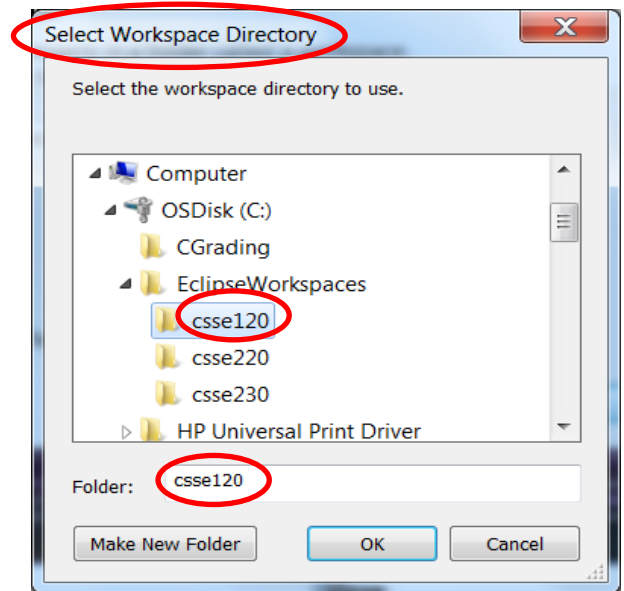 Select Workspace Directory
X
Select the workspace directory to use.
Computer
OSDisk (C:)
CGrading
EclipseWorkspaces
csse120
csse220
csse230
HP Universal Print Driver
Folder: csse120
Make New Folder OK Cancel